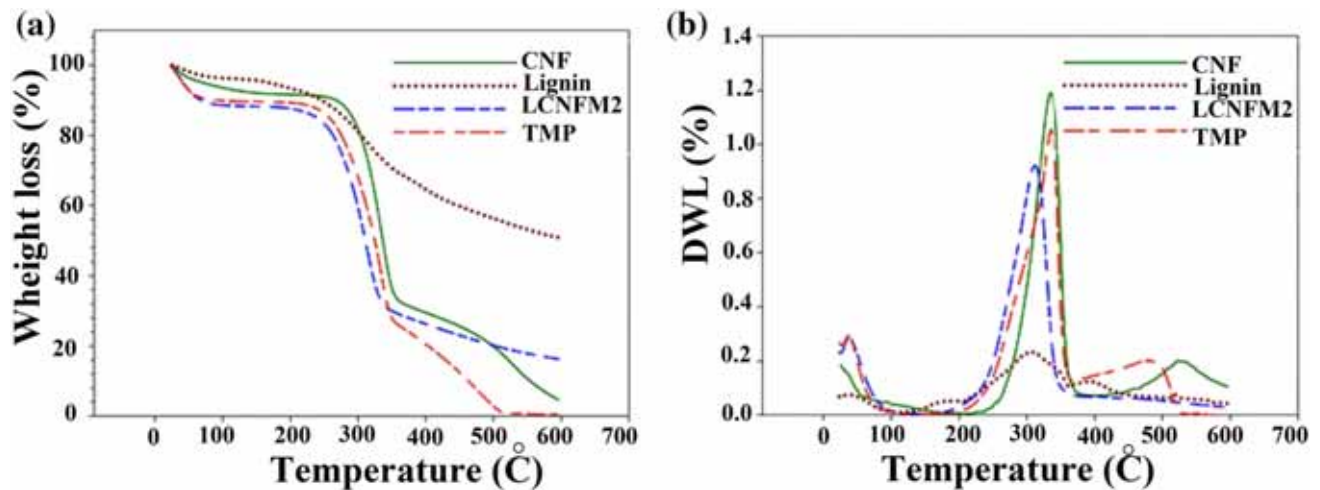 (a)
100
80
60
40
20
0
Wheight loss (%)
CNF
Lignin
LCNFM2
TMP
0 100 200 300 400 500 600 700
Temperature (C̊)
(b)
1.4
1.2
1.0
0.8
0.6
0.4
0.2
0.0
DWL (%)
CNF
Lignin
LCNFM2
TMP
0 100 200 300 400 500 600 700
Temperature (C̊)